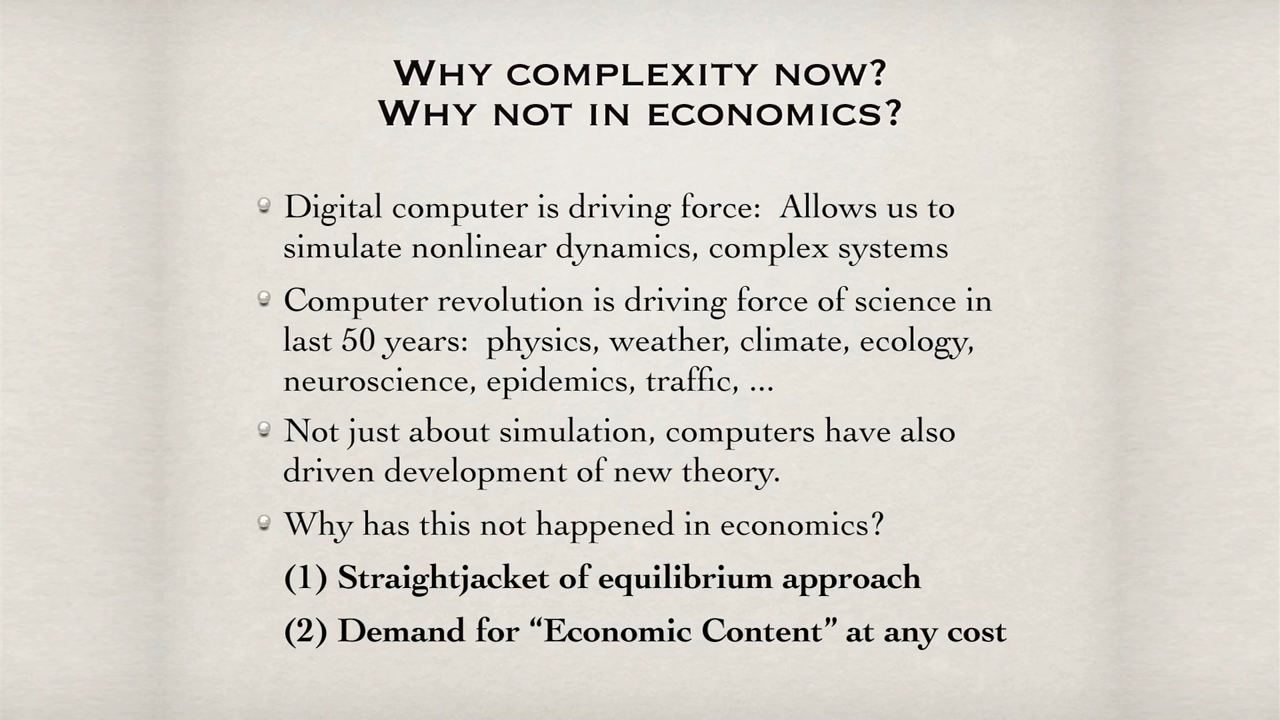 Why complexity now?
Why not in economics?
Digital computer is driving force:  Allows us to
simulate nonlinear dynamics, complex systems
Computer revolution is driving force of science in
last 50 years:  physics, weather, climate, ecology,
neuroscience, epidemics, traffic, ...
Not just about simulation, computers have also
driven development of new theory.
Why has this not happened in economics?
(1) Straightjacket of equilibrium approach
(2) Demand for “Economic Content” at any cost